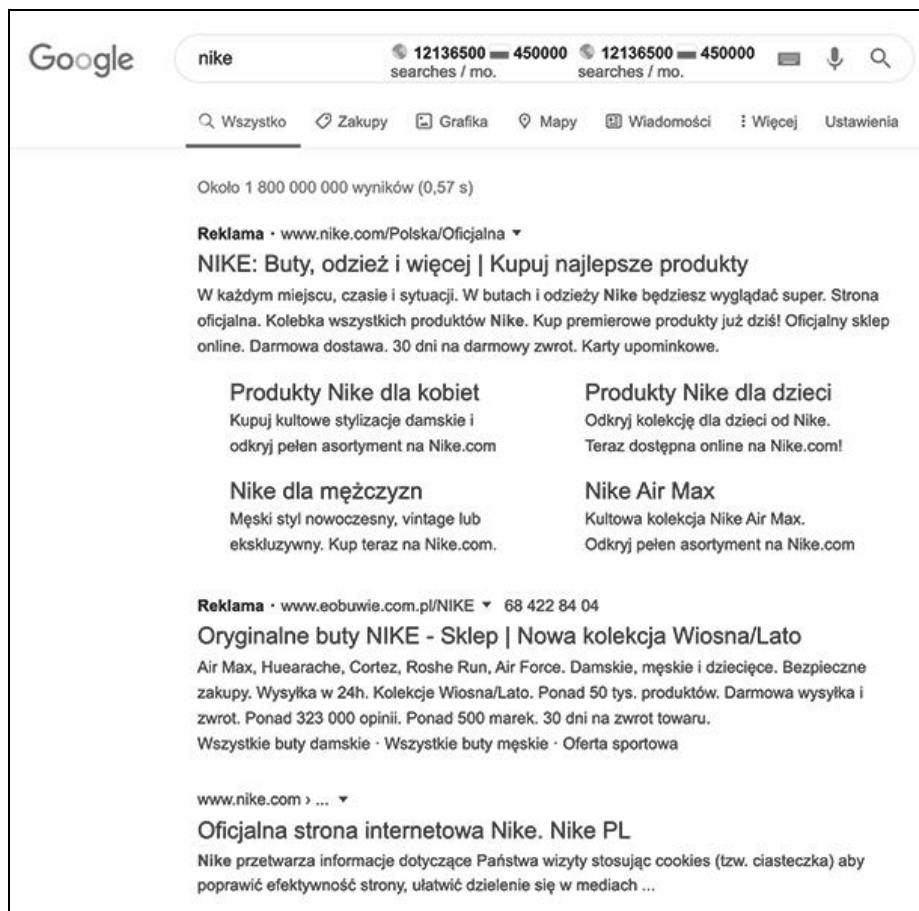 Google
nike 12136500 450000 12136500 450000
searches / mo. searches / mo.
Wszystko Zakupy Grafika Mapy Wiadomości Więcej Ustawienia
Około 1 800 000 000 wyników (0,57 s)
Reklama · www.nike.com/Polska/Oficjalna
NIKE: Buty, odzież i więcej | Kupuj najlepsze produkty
W każdym miejscu, czasie i sytuacji. W butach i odzieży Nike będziesz wyglądać super. Strona
oficjalna. Kolebka wszystkich produktów Nike. Kup premierowe produkty już dziś! Oficjalny sklep
online. Darmowa dostawa. 30 dni na darmowy zwrot. Karty upominkowe.
Produkty Nike dla kobiet
Kupuj kultowe stylizacje damskie i
odkryj pełen asortyment na Nike.com
Produkty Nike dla dzieci
Odkryj kolekcję dla dzieci od Nike.
Teraz dostępna online na Nike.com!
Nike dla mężczyzn
Męski styl nowoczesny, vintage lub
ekskluzywny. Kup teraz na Nike.com.
Nike Air Max
Kultowa kolekcja Nike Air Max.
Odkryj pełen asortyment na Nike.com
Reklama · www.eobuwie.com.pl/NIKE 68 422 84 04
Oryginalne buty NIKE - Sklep | Nowa kolekcja Wiosna/Lato
Air Max, Huearache, Cortez, Roshe Run, Air Force. Damskie, męskie i dziecięce. Bezpieczne
zakupy. Wysyłka w 24h. Kolekcje Wiosna/Lato. Ponad 50 tys. produktów. Darmowa wysyłka i
zwrot. Ponad 323 000 opinii. Ponad 500 marek. 30 dni na zwrot towaru.
Wszystkie buty damskie · Wszystkie buty męskie · Oferta sportowa
www.nike.com › ...
Oficjalna strona internetowa Nike. Nike PL
Nike przetwarza informacje dotyczące Państwa wizyty stosując cookies (tzw. ciasteczka) aby
poprawić efektywność strony, ułatwić dzielenie się w mediach ...